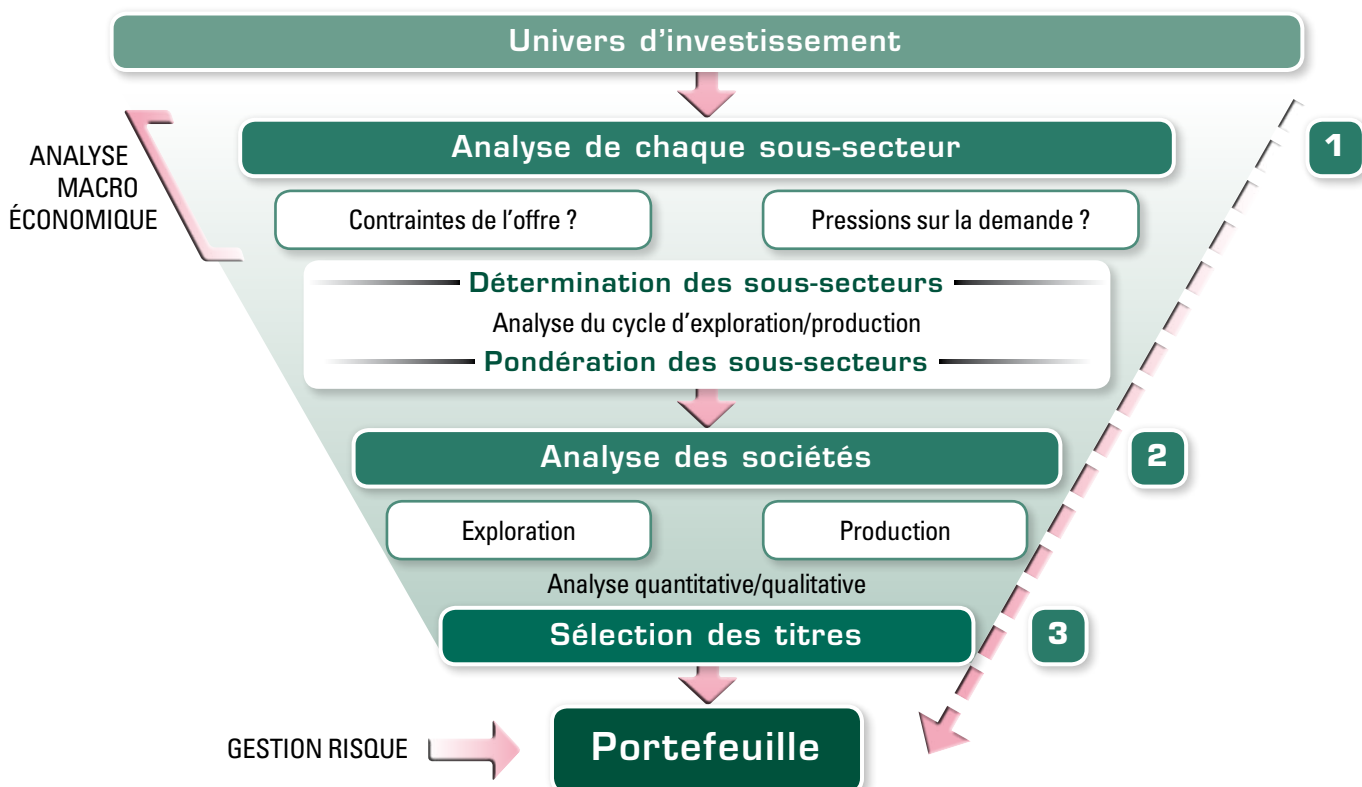 Univers d’investissement
Analyse de chaque sous-secteur
1
ANALYSE
MACRO
ÉCONOMIQUE
Contraintes de l’offre ?
Pressions sur la demande ?
Détermination des sous-secteurs
Analyse du cycle d’exploration/production
Pondération des sous-secteurs
Analyse des sociétés
2
Exploration
Production
Analyse quantitative/qualitative
Sélection des titres
3
GESTION RISQUE
Portefeuille